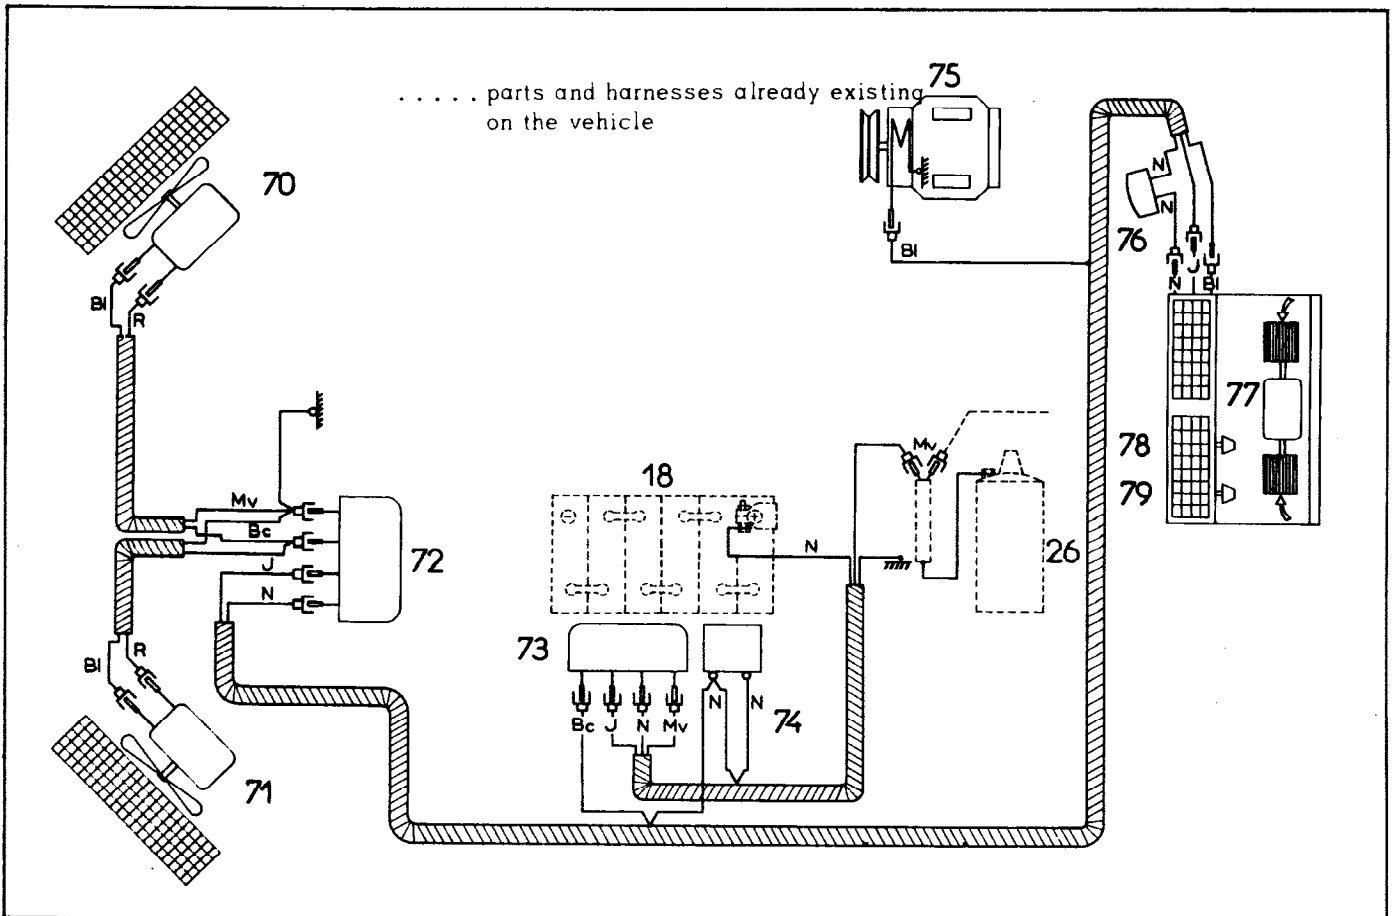 75
. . . . . parts and harnesses already existing
on the vehicle
70
N
N
76
Bl
N
J
Bl
Bl
R
77
78
79
Mv
18
Mv
Bc
J
N
72
N
26
73
Bl
R
Bc
J
N
Mv
N
N
74
71